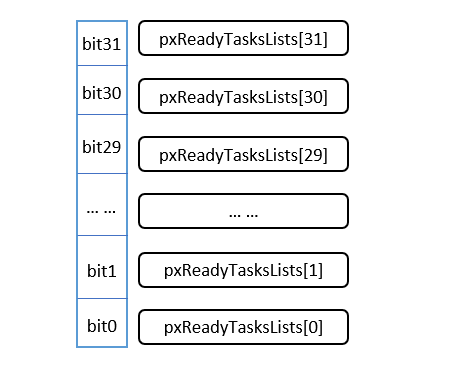 bit31 pxReadyTasksLists[31]
bit30 pxReadyTasksLists[30]
bit29 pxReadyTasksLists[29]
... ... ... ...
bit1 pxReadyTasksLists[1]
bit0 pxReadyTasksLists[0]